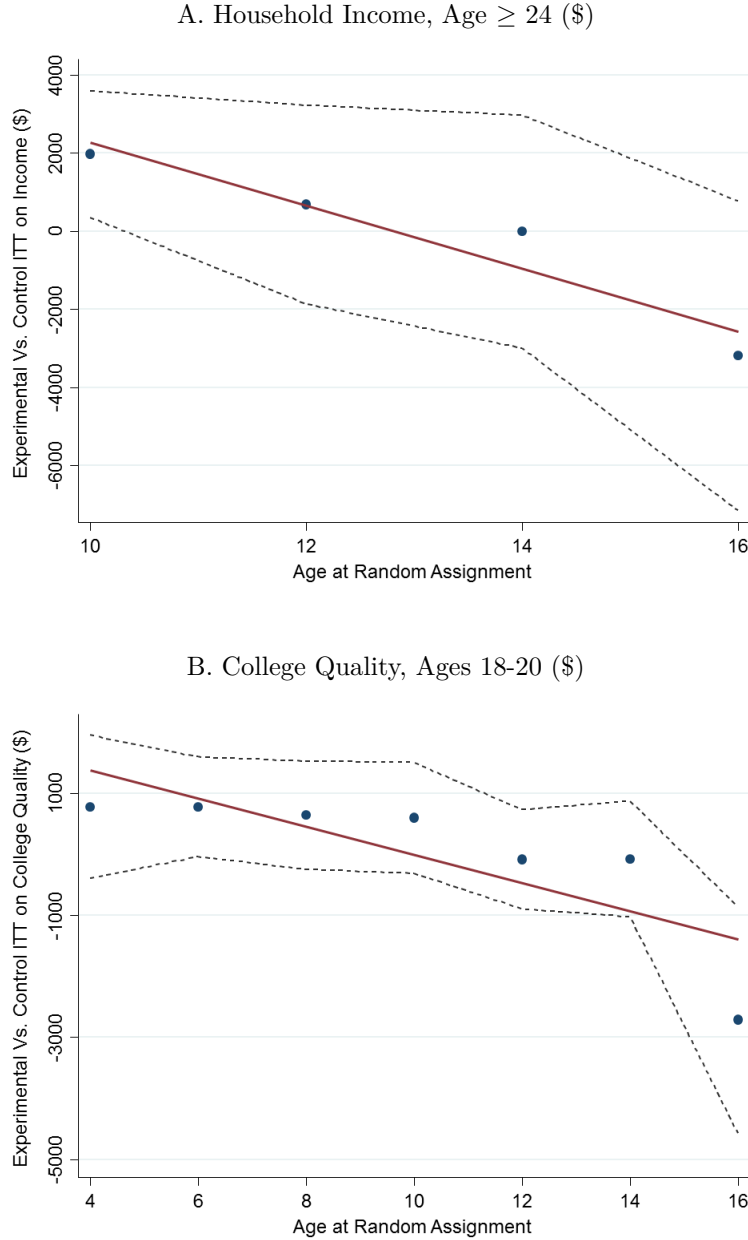 A. Household Income, Age ≥ 24 ($)
Experimental Vs. Control ITT on Income ($)
4000
2000
0
-2000
-4000
-6000
10 12 14 16
Age at Random Assignment
B. College Quality, Ages 18-20 ($)
Experimental Vs. Control ITT on College Quality ($)
1000
-1000
-3000
-5000
4 6 8 10 12 14 16
Age at Random Assignment